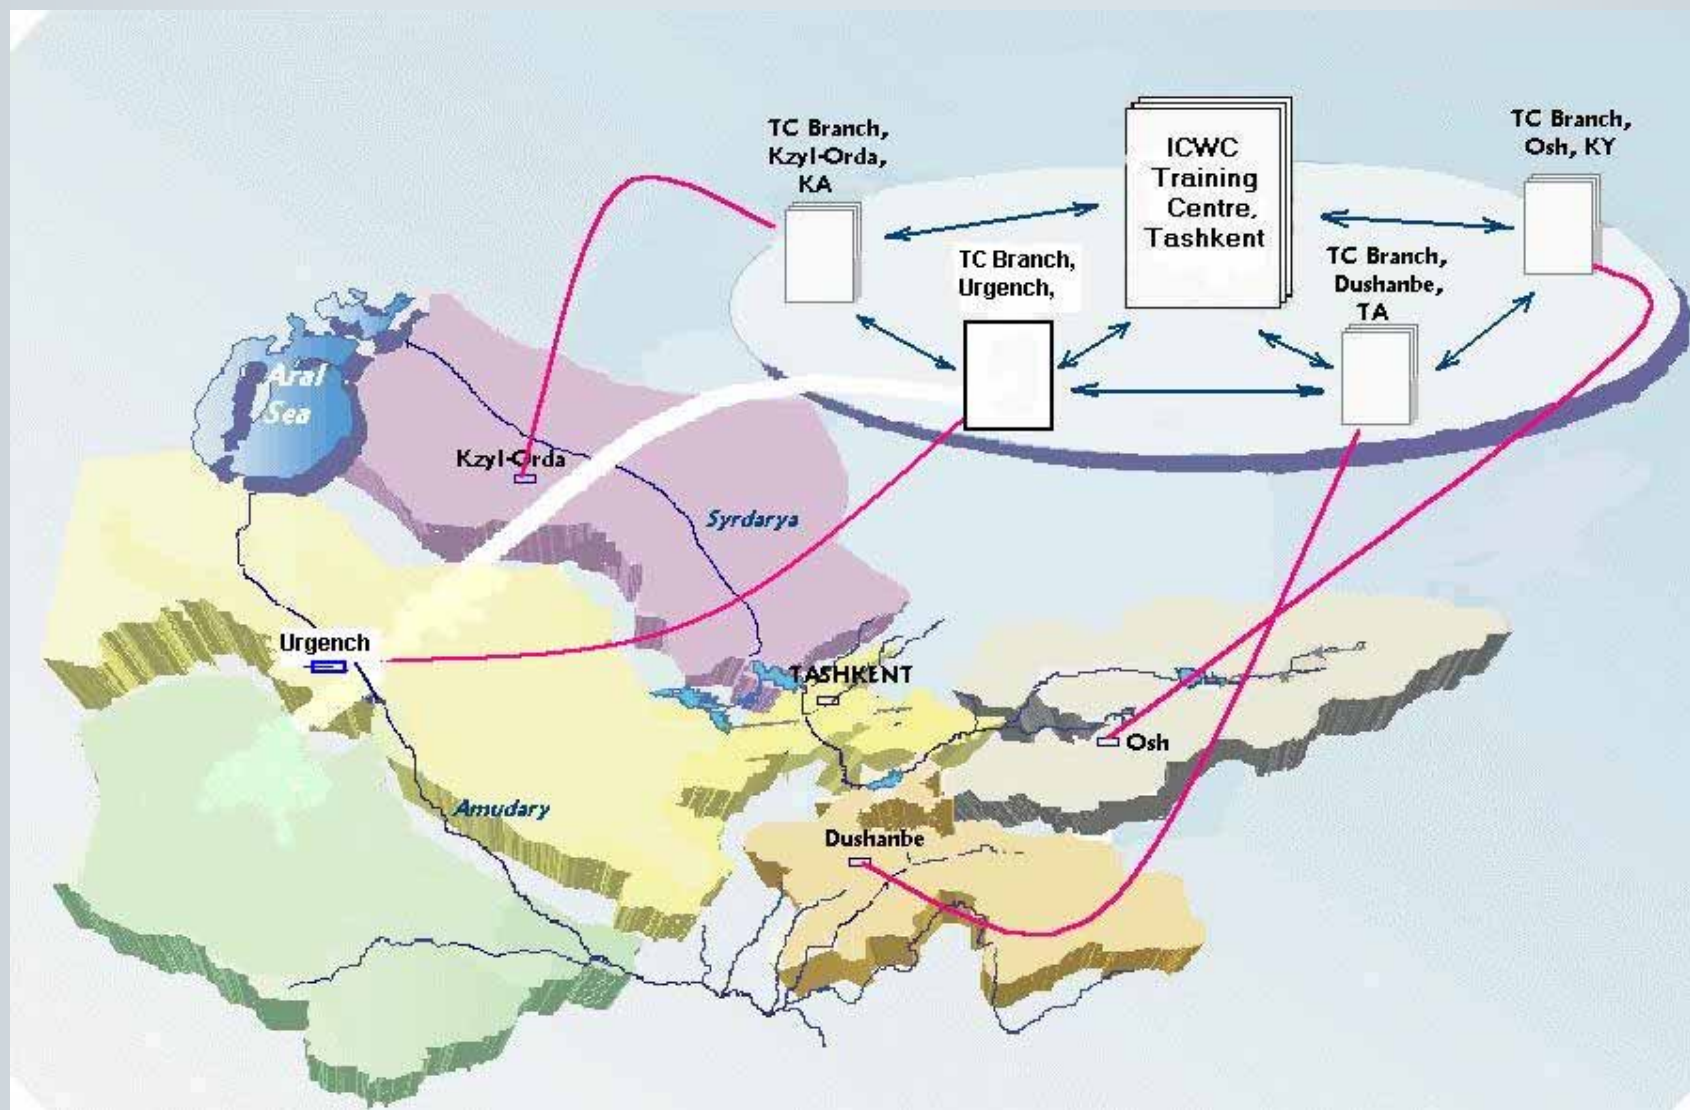 TC Branch,
Kzyl-Orda,
KA
ICWC
Training
Centre,
Tashkent
TC Branch,
Osh, KY
TC Branch,
Urgench,
TC Branch,
Dushanbe,
TA
Aral
Sea
Kzyl-Orda
Syrdarya
Urgench
TASHKENT
Osh
Amudary
Dushanbe